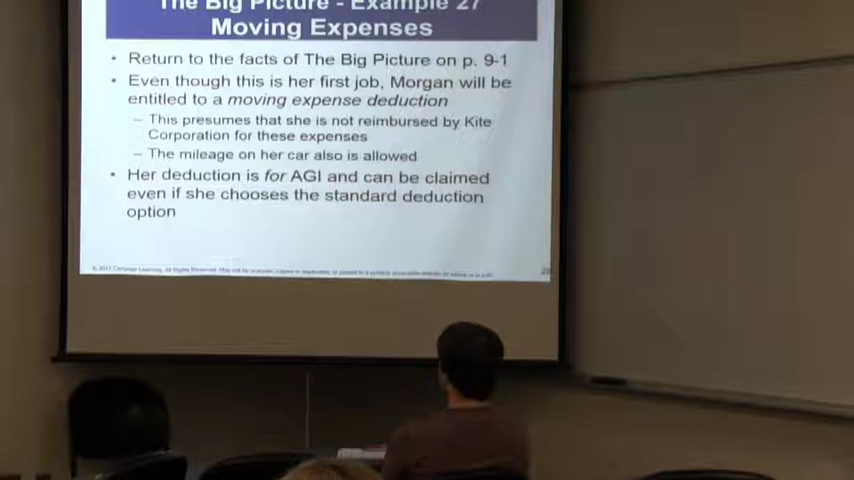 The Big Picture - Example 27
Moving Expenses
• Return to the facts of The Big Picture on p. 9-1
• Even though this is her first job, Morgan will be
entitled to a moving expense deduction
– This presumes that she is not reimbursed by Kite
Corporation for these expenses
– The mileage on her car also is allowed
• Her deduction is for AGI and can be claimed
even if she chooses the standard deduction
option